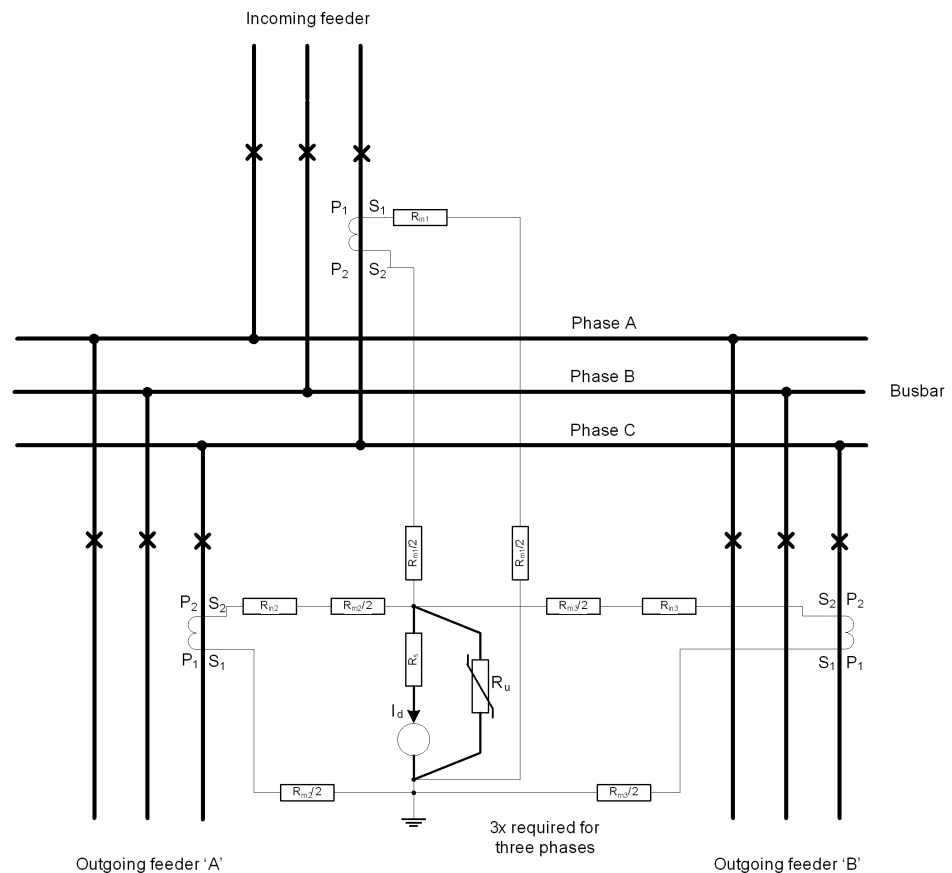 Incoming feeder
P₁ S₁
Rᵢₙ₁
P₂ S₂
Phase A
Phase B
Busbar
Phase C
Rₘ₁/2
Rₘ₁/2
P₂ S₂
Rᵢₙ₂
Rₘ₂/2
Rₘ₃/2
Rᵢₙ₃
S₂ P₂
P₁ S₁
R₅
Rᵤ
S₁ P₁
I_d
Rₘ₂/2
Rₘ₃/2
3x required for
three phases
Outgoing feeder ‘A’
Outgoing feeder ‘B’